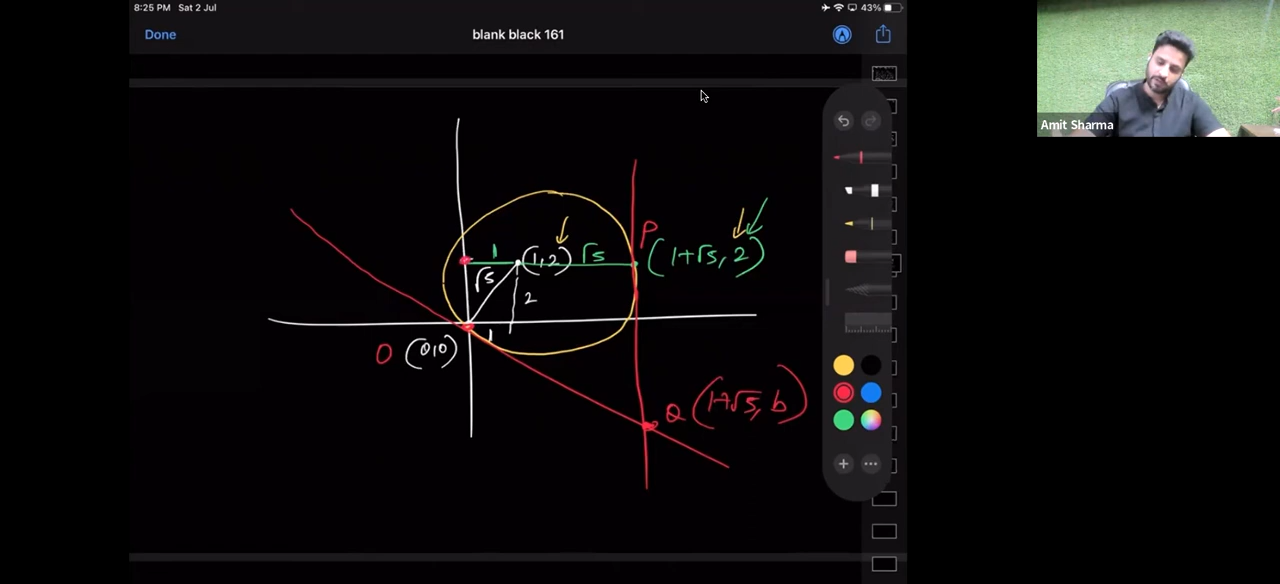 8:25 PM Sat 2 Jul
43%
Done
blank black 161
Amit Sharma
P
1
(1,2)
√5
(1+√5, 2)
√5
2
1
O (0,0)
Q (1+√5, b)